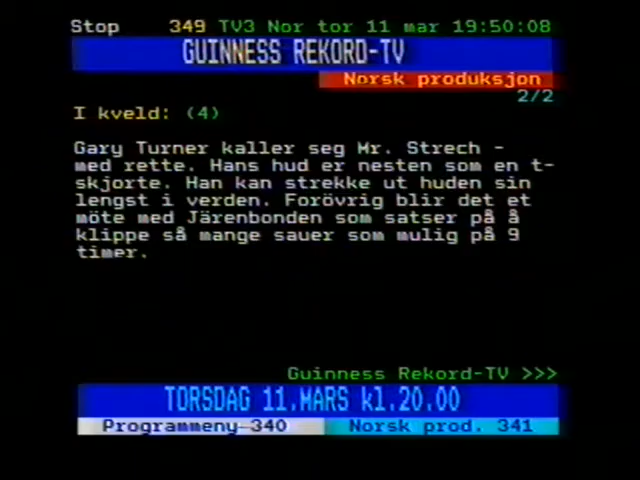 Stop 349 TV3 Nor tor 11 mar 19:50:08
GUINNESS REKORD-TV
Norsk produksjon
2/2
I kveld: (4)
Gary Turner kaller seg Mr. Strech -
med rette. Hans hud er nesten som en t-
skjorte. Han kan strekke ut huden sin
lengst i verden. Forövrig blir det et
möte med Järenbonden som satser på å
klippe så mange sauer som mulig på 9
timer.
Guinness Rekord-TV >>>
TORSDAG 11.MARS kl.20.00
Programmeny 340 Norsk prod. 341